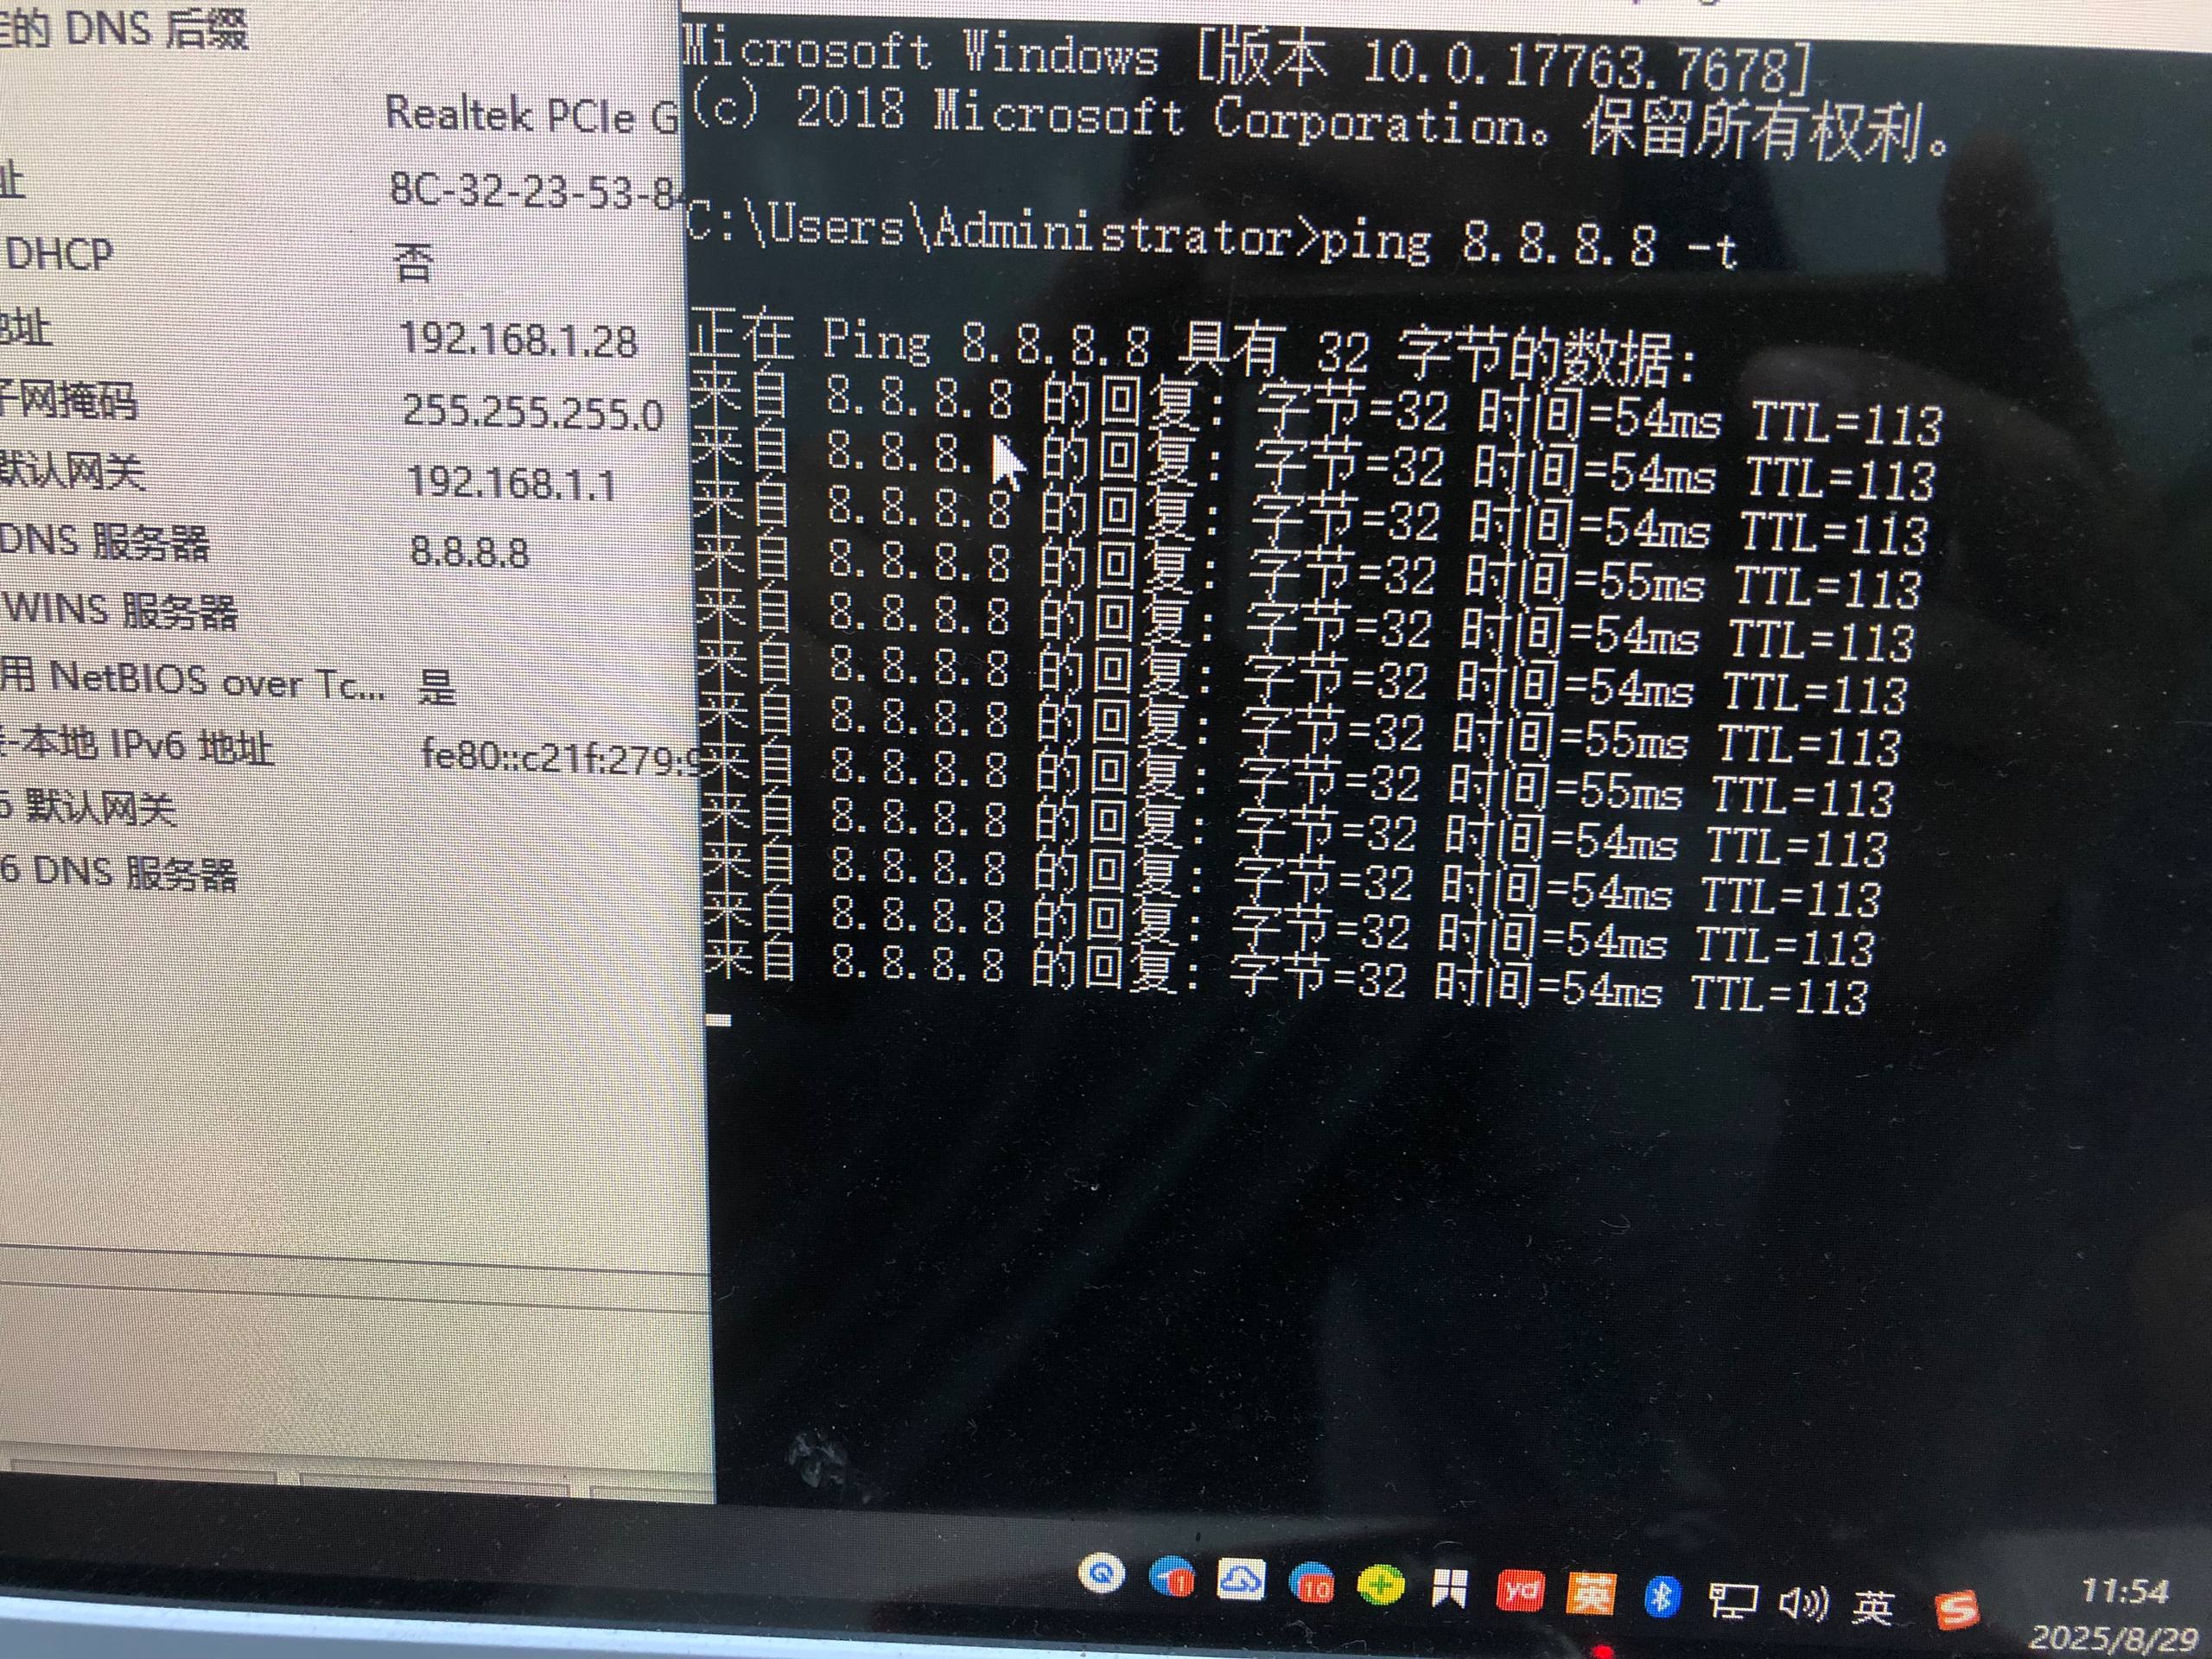 的 DNS 后缀
Realtek PCIe G
址 8C-32-23-53-8
DHCP 否
地址 192.168.1.28
子网掩码 255.255.255.0
默认网关 192.168.1.1
DNS 服务器 8.8.8.8
WINS 服务器
用 NetBIOS over Tc... 是
-本地 IPv6 地址 fe80::c21f:279:9
6 默认网关
6 DNS 服务器
Microsoft Windows [版本 10.0.17763.7678]
(c) 2018 Microsoft Corporation。保留所有权利。
C:\Users\Administrator>ping 8.8.8.8 -t
正在 Ping 8.8.8.8 具有 32 字节的数据:
来自 8.8.8.8 的回复: 字节=32 时间=54ms TTL=113
来自 8.8.8. 的回复: 字节=32 时间=54ms TTL=113
来自 8.8.8.8 的回复: 字节=32 时间=54ms TTL=113
来自 8.8.8.8 的回复: 字节=32 时间=55ms TTL=113
来自 8.8.8.8 的回复: 字节=32 时间=54ms TTL=113
来自 8.8.8.8 的回复: 字节=32 时间=54ms TTL=113
来自 8.8.8.8 的回复: 字节=32 时间=55ms TTL=113
来自 8.8.8.8 的回复: 字节=32 时间=55ms TTL=113
来自 8.8.8.8 的回复: 字节=32 时间=54ms TTL=113
来自 8.8.8.8 的回复: 字节=32 时间=54ms TTL=113
来自 8.8.8.8 的回复: 字节=32 时间=54ms TTL=113
来自 8.8.8.8 的回复: 字节=32 时间=54ms TTL=113
1 10 yd 英 英 S
11:54
2025/8/29